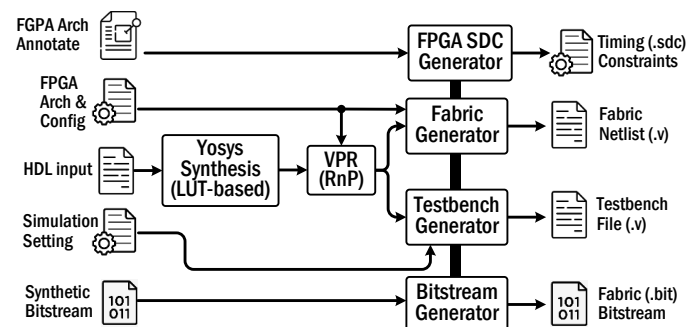 FGPA Arch
Annotate
FPGA SDC
Generator
Timing (.sdc)
Constraints
FPGA
Arch &
Config
Fabric
Generator
Fabric
Netlist (.v)
HDL input
Yosys
Synthesis
(LUT-based)
VPR
(RnP)
Simulation
Setting
Testbench
Generator
Testbench
File (.v)
Synthetic
Bitstream
101
011
Bitstream
Generator
101
011
Fabric (.bit)
Bitstream